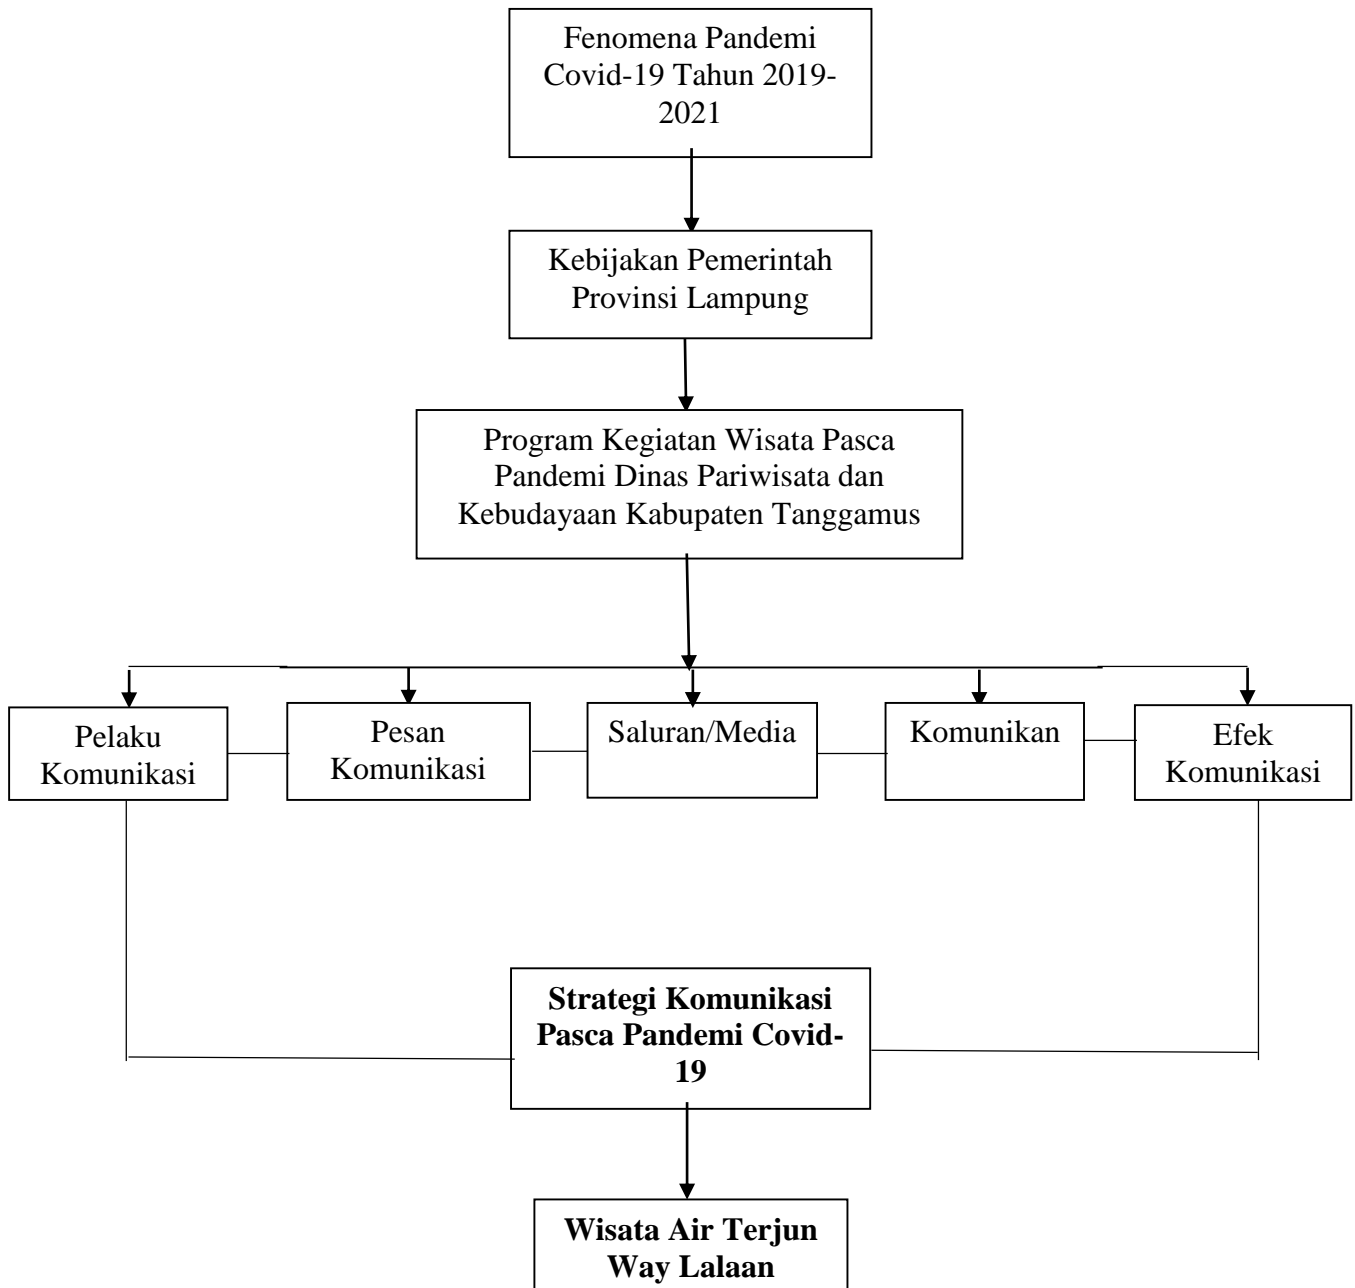 Fenomena Pandemi
Covid-19 Tahun 2019-
2021
Kebijakan Pemerintah
Provinsi Lampung
Program Kegiatan Wisata Pasca
Pandemi Dinas Pariwisata dan
Kebudayaan Kabupaten Tanggamus
Pelaku
Komunikasi
Pesan
Komunikasi
Saluran/Media
Komunikan
Efek
Komunikasi
Strategi Komunikasi
Pasca Pandemi Covid-
19
Wisata Air Terjun
Way Lalaan